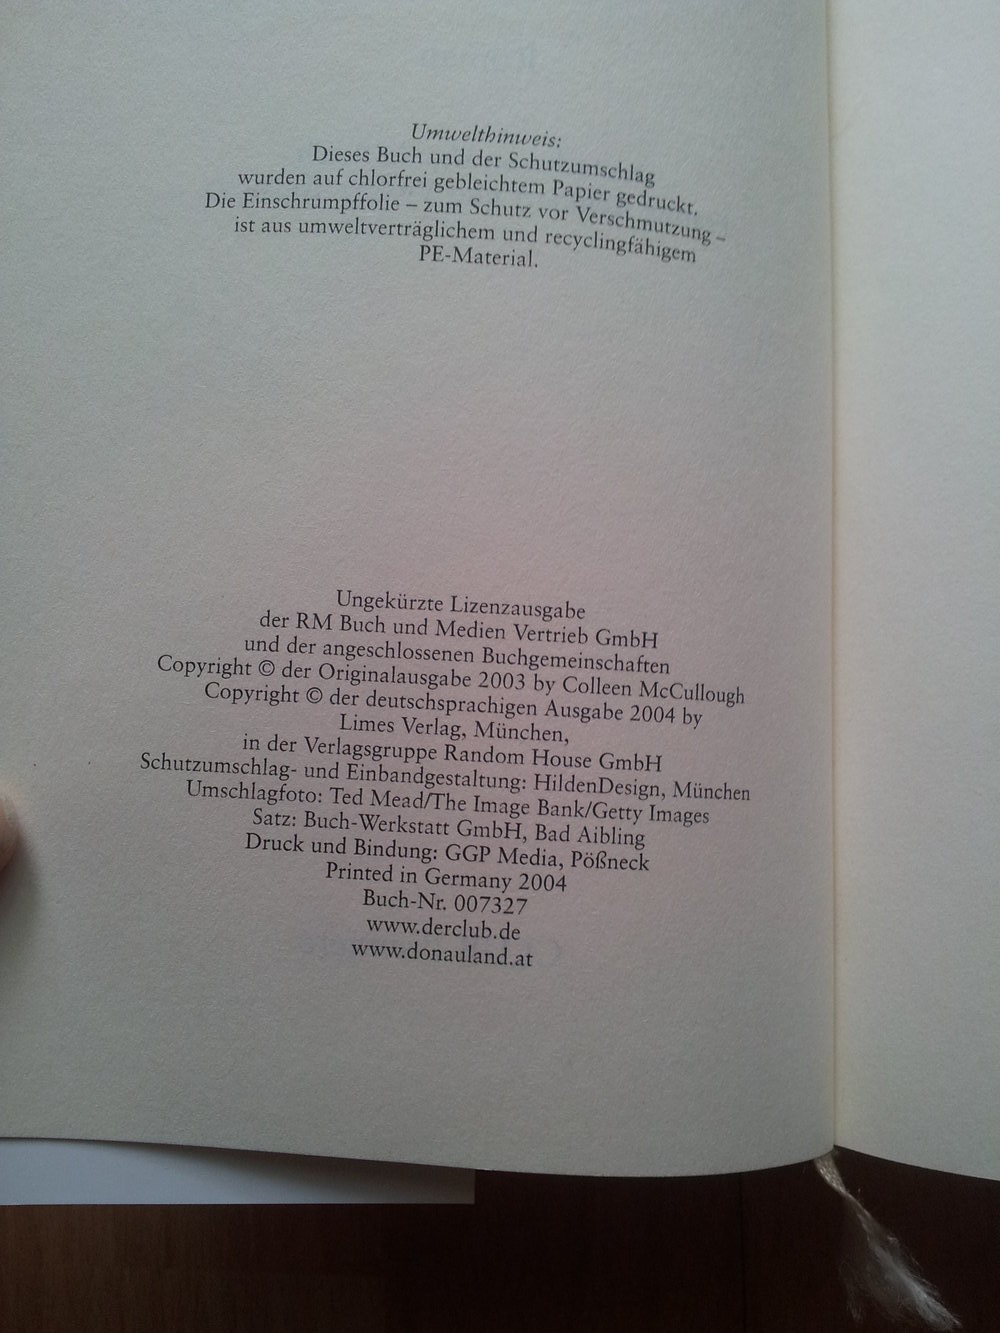 Umwelthinweis:
Dieses Buch und der Schutzumschlag
wurden auf chlorfrei gebleichtem Papier gedruckt.
Die Einschrumpffolie – zum Schutz vor Verschmutzung –
ist aus umweltverträglichem und recyclingfähigem
PE-Material.
Ungekürzte Lizenzausgabe
der RM Buch und Medien Vertrieb GmbH
und der angeschlossenen Buchgemeinschaften
Copyright © der Originalausgabe 2003 by Colleen McCullough
Copyright © der deutschsprachigen Ausgabe 2004 by
Limes Verlag, München,
in der Verlagsgruppe Random House GmbH
Schutzumschlag- und Einbandgestaltung: HildenDesign, München
Umschlagfoto: Ted Mead/The Image Bank/Getty Images
Satz: Buch-Werkstatt GmbH, Bad Aibling
Druck und Bindung: GGP Media, Pößneck
Printed in Germany 2004
Buch-Nr. 007327
www.derclub.de
www.donauland.at